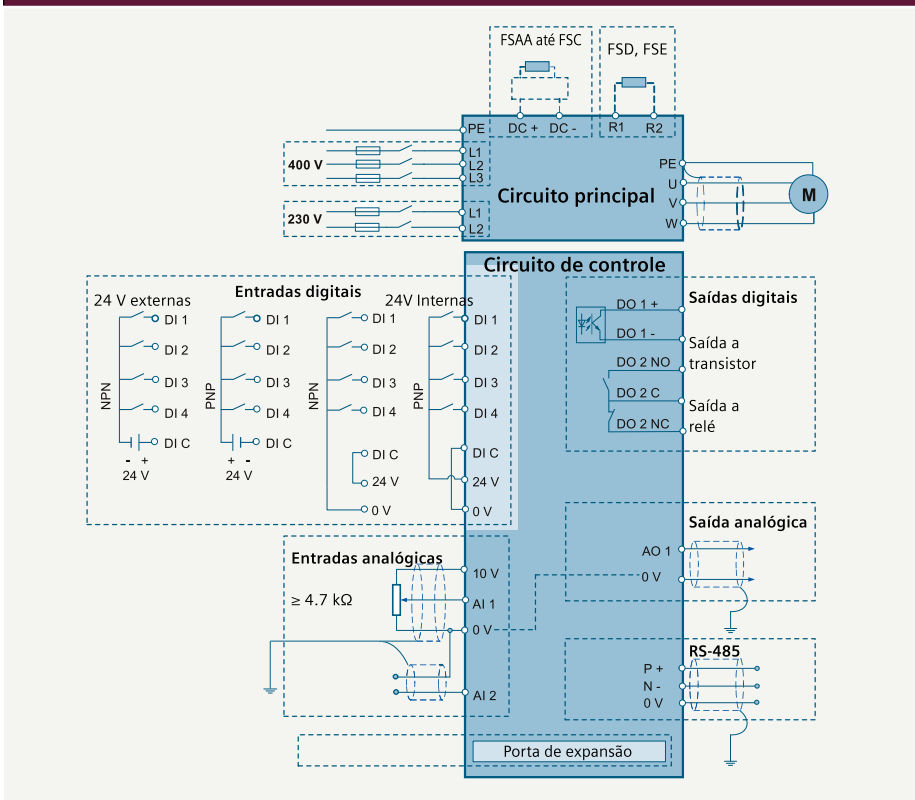 FSAA até FSC
FSD, FSE
PE
DC +
DC -
R1
R2
400 V
L1
L2
L3
230 V
L1
L2
Circuito principal
PE
U
V
W
M
Circuito de controle
Entradas digitais
24 V externas
24V Internas
NPN
DI 1
DI 2
DI 3
DI 4
DI C
- +
24 V
PNP
DI 1
DI 2
DI 3
DI 4
DI C
+ -
24 V
NPN
DI 1
DI 2
DI 3
DI 4
DI C
24 V
0 V
PNP
DI 1
DI 2
DI 3
DI 4
DI C
24 V
0 V
Saídas digitais
DO 1 +
DO 1 -
Saída a
transistor
DO 2 NO
DO 2 C
DO 2 NC
Saída a
relé
Saída analógica
AO 1
0 V
Entradas analógicas
≥ 4.7 kΩ
10 V
AI 1
0 V
AI 2
RS-485
P +
N -
0 V
Porta de expansão